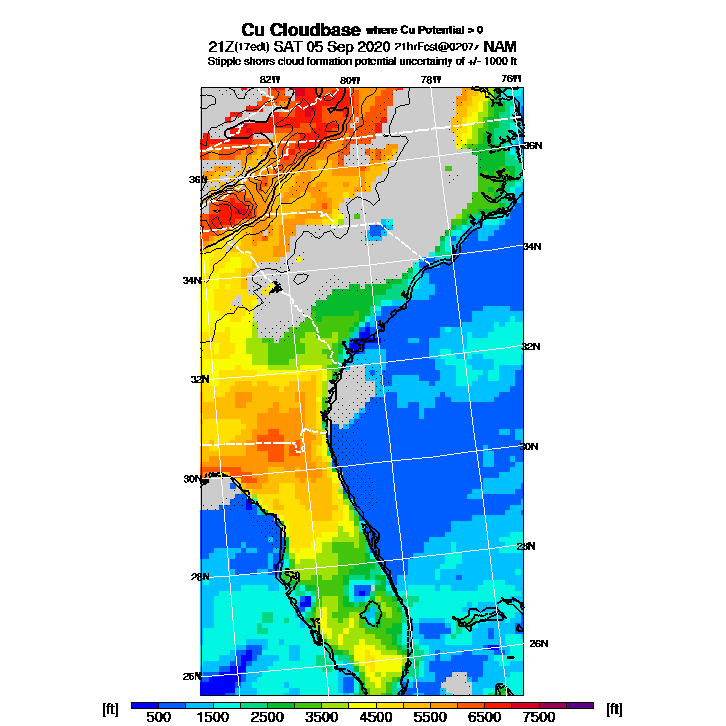 Cu Cloudbase where Cu Potential > 0
21Z(17edt) SAT 05 Sep 2020 21hrFcst@0207z NAM
Stipple shows cloud formation potential uncertainty of +/- 1000 ft
82W 80W 78W 76W
36N
36N
34N
34N
32N
32N
30N
30N
28N
28N
26N
26N
[ft] 500 1500 2500 3500 4500 5500 6500 7500 [ft]